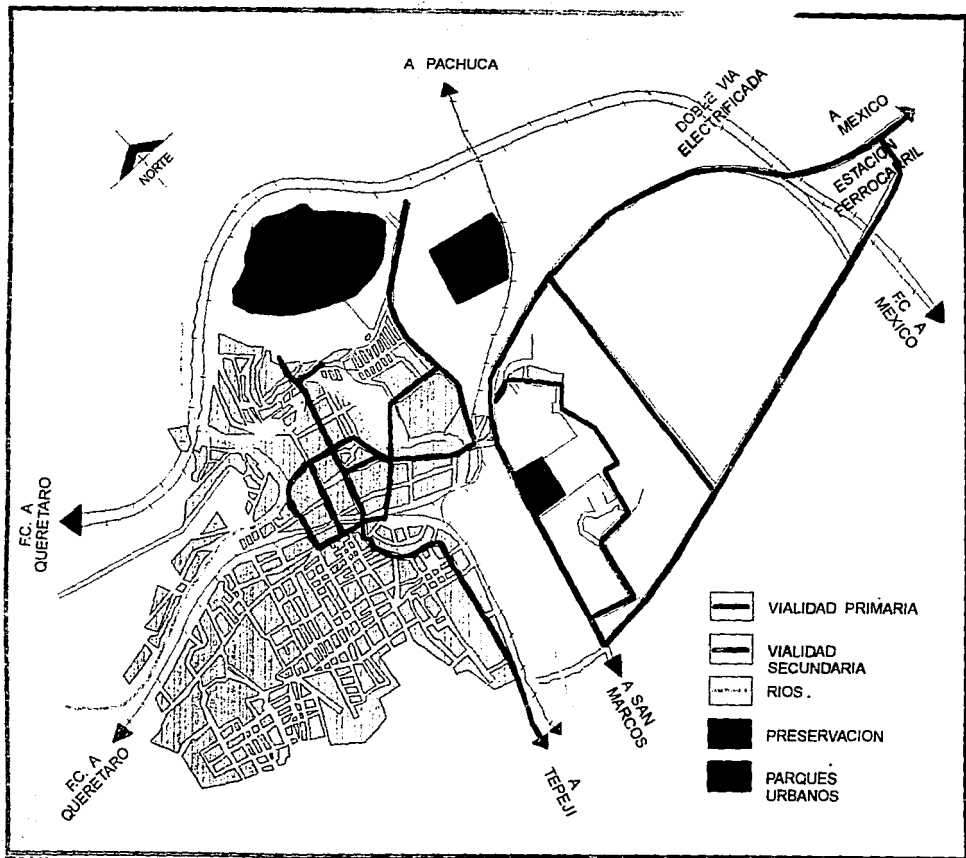 A PACHUCA
DOBLE VIA
ELECTRIFICADA
A
MEXICO
NORTE
ESTACION
FERROCARRIL
F.C. A
MEXICO
F.C. A
QUERETARO
VIALIDAD PRIMARIA
VIALIDAD
SECUNDARIA
RIOS.
PRESERVACION
PARQUES
URBANOS
A SAN
MARCOS
F.C. A
QUERETARO
A
TEPEJI